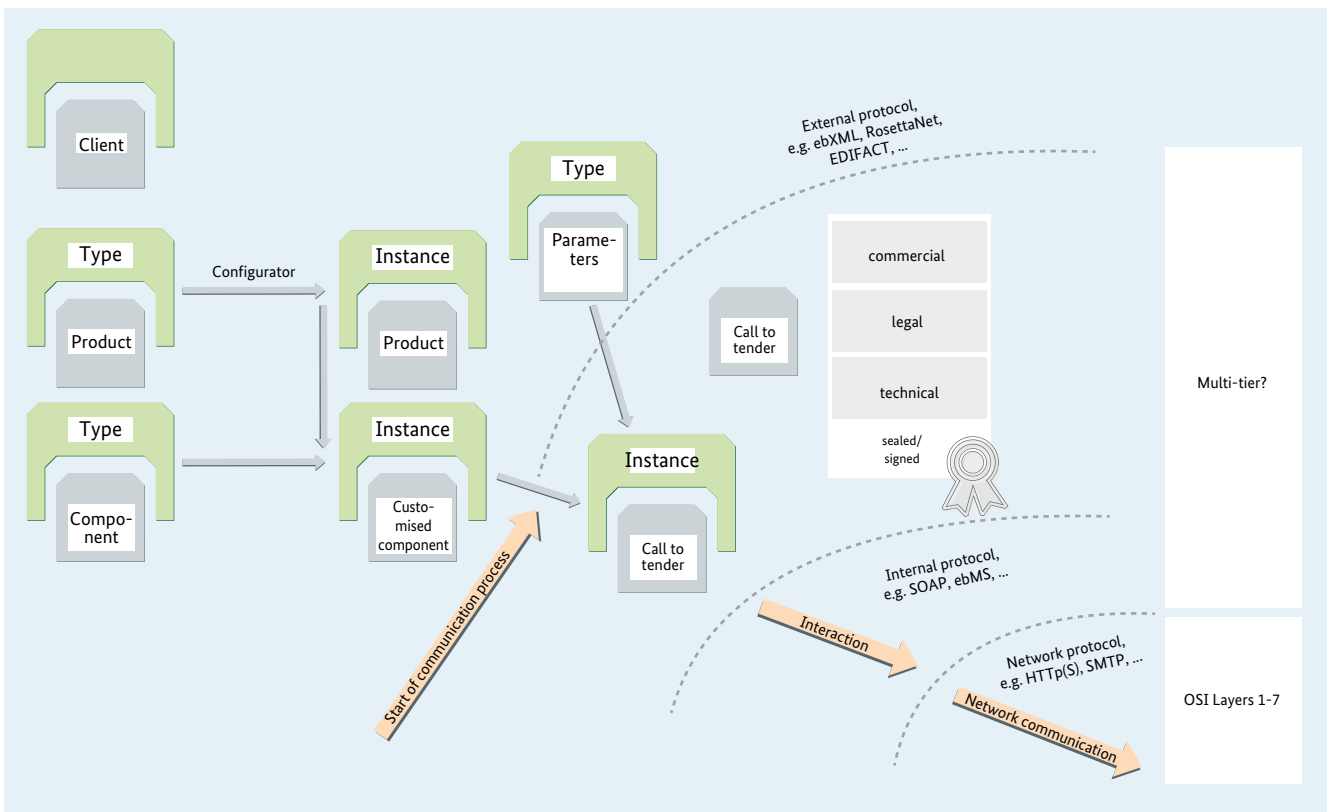 Client
Type
Product
Configurator
Instance
Product
Type
Compo-
nent
Instance
Custo-
mised
component
Type
Parame-
ters
Instance
Call to
tender
Start of communication process
External protocol,
e.g. ebXML, RosettaNet,
EDIFACT, ...
Call to
tender
commercial
legal
technical
sealed/
signed
Internal protocol,
e.g. SOAP, ebMS, ...
Interaction
Network protocol,
e.g. HTTp(S), SMTP, ...
Network communication
Multi-tier?
OSI Layers 1-7